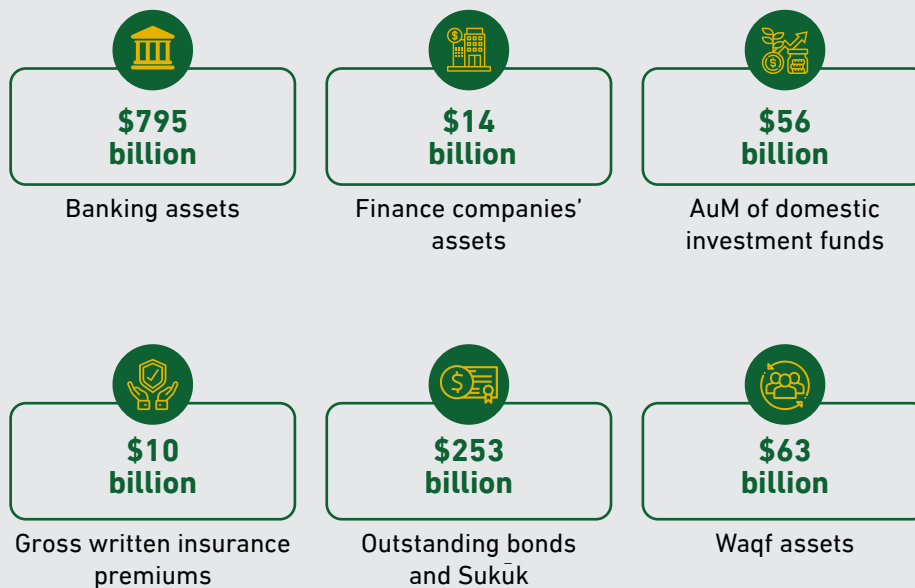 $795
billion
Banking assets
$14
billion
Finance companies’
assets
$56
billion
AuM of domestic
investment funds
$10
billion
Gross written insurance
premiums
$253
billion
Outstanding bonds
and Sukūk
$63
billion
Waqf assets